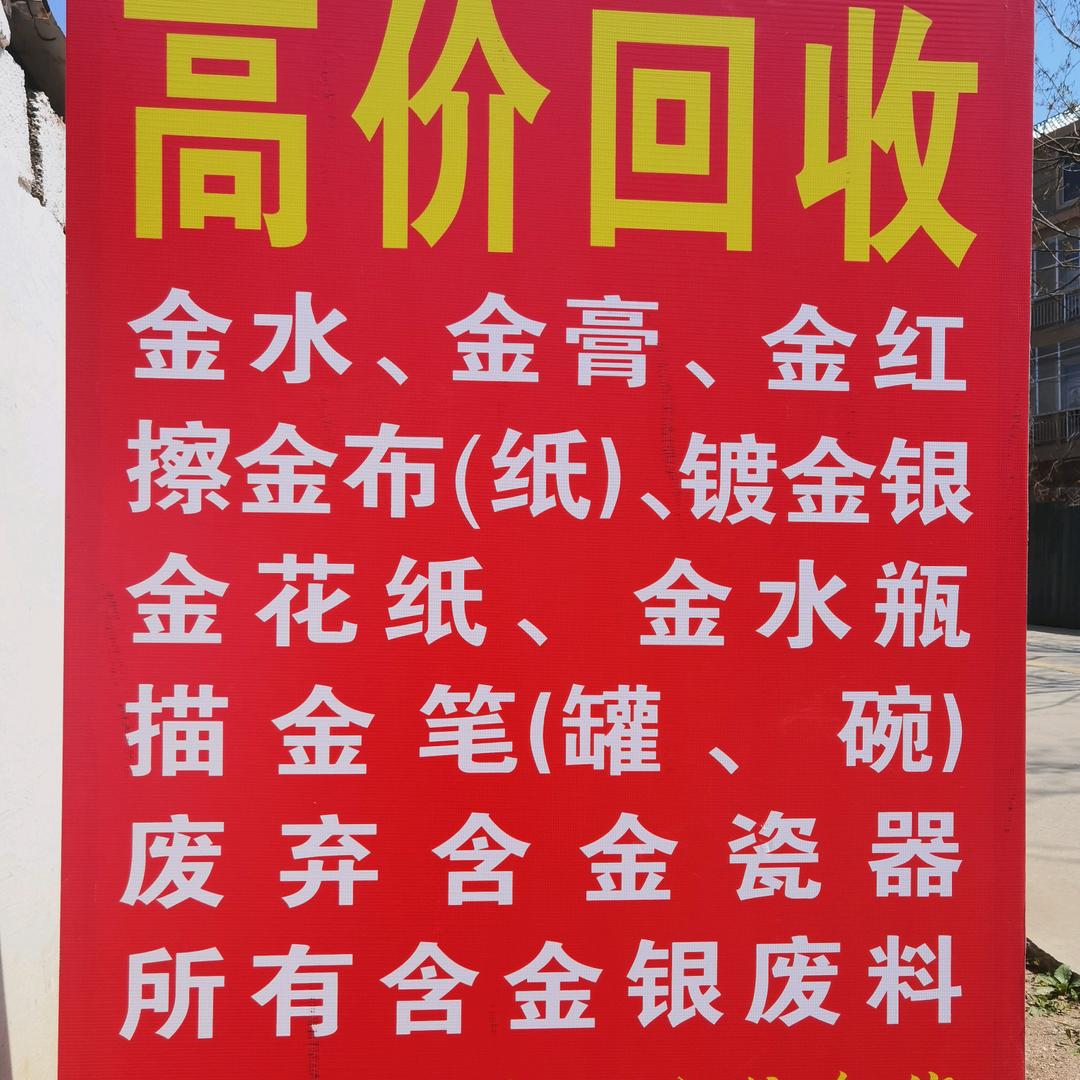 高价回收
金水、金膏、金红
擦金布(纸)、镀金银
金花纸、金水瓶
描金笔(罐、碗)
废弃含金瓷器
所有含金银废料